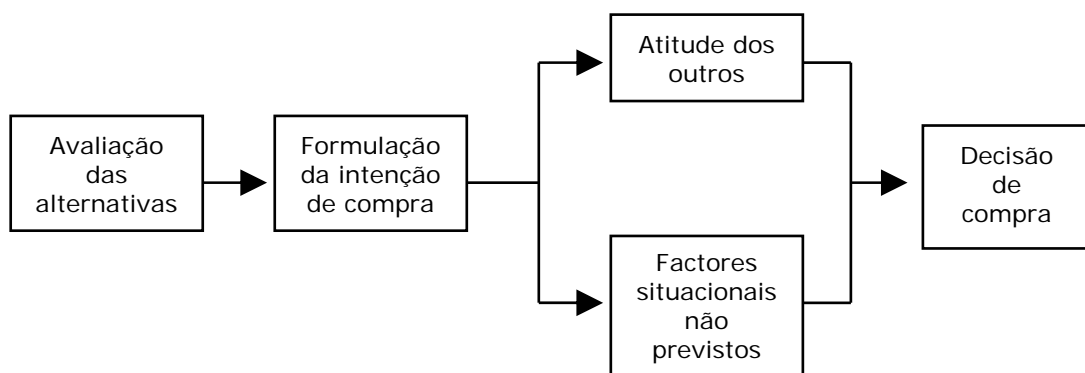 Avaliação
das
alternativas
Formulação
da intenção
de compra
Atitude dos
outros
Factores
situacionais
não
previstos
Decisão
de
compra